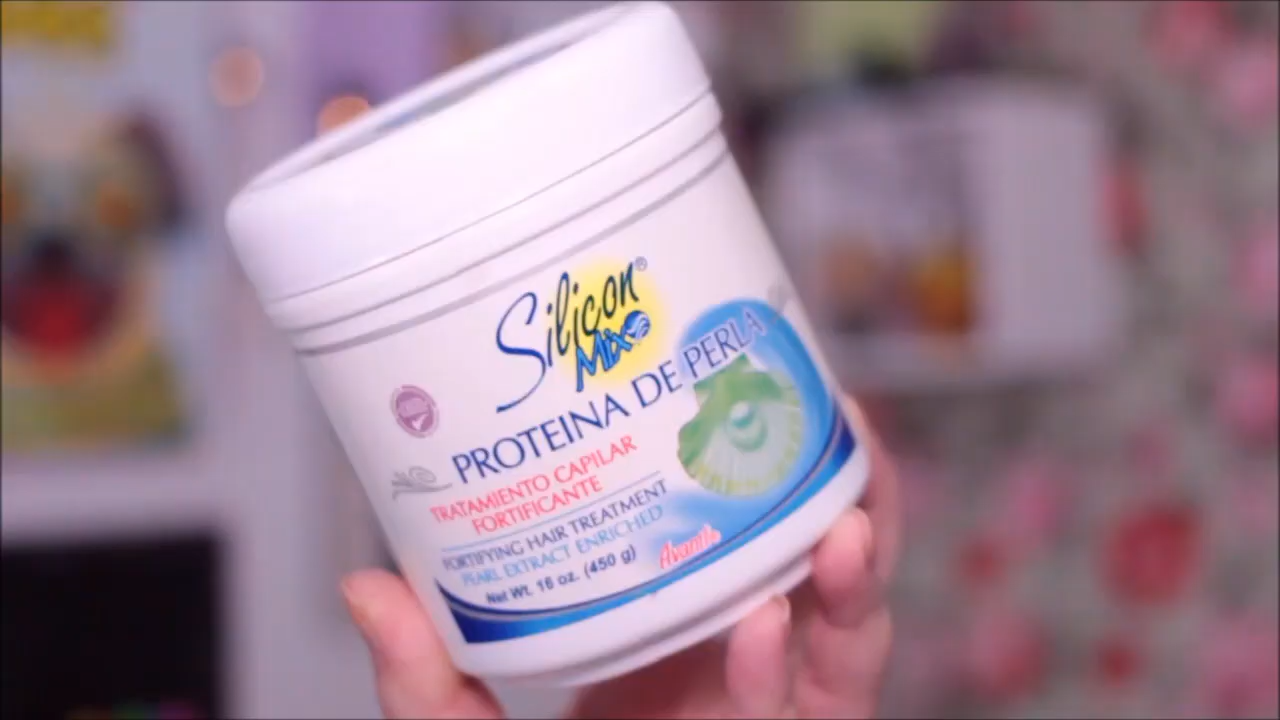 Silicon®
Mix
PROTEINA DE PERLA
TRATAMIENTO CAPILAR
FORTIFICANTE
FORTIFYING HAIR TREATMENT
PEARL EXTRACT ENRICHED
Net Wt. 16 oz. (450 g)
Avanti